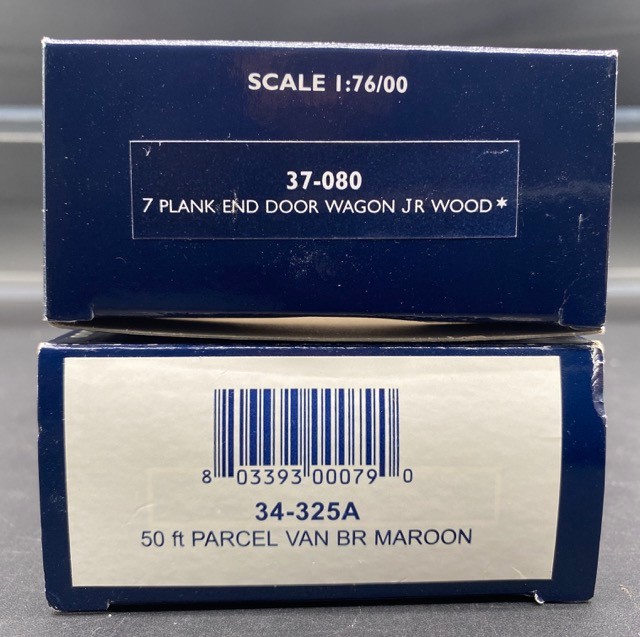 SCALE 1:76/00
37-080
7 PLANK END DOOR WAGON JR WOOD*
8 03393 00079 0
34-325A
50 ft PARCEL VAN BR MAROON